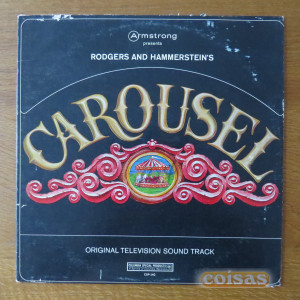 Armstrong
presents
RODGERS AND HAMMERSTEIN'S
CAROUSEL
ORIGINAL TELEVISION SOUND TRACK
coisas